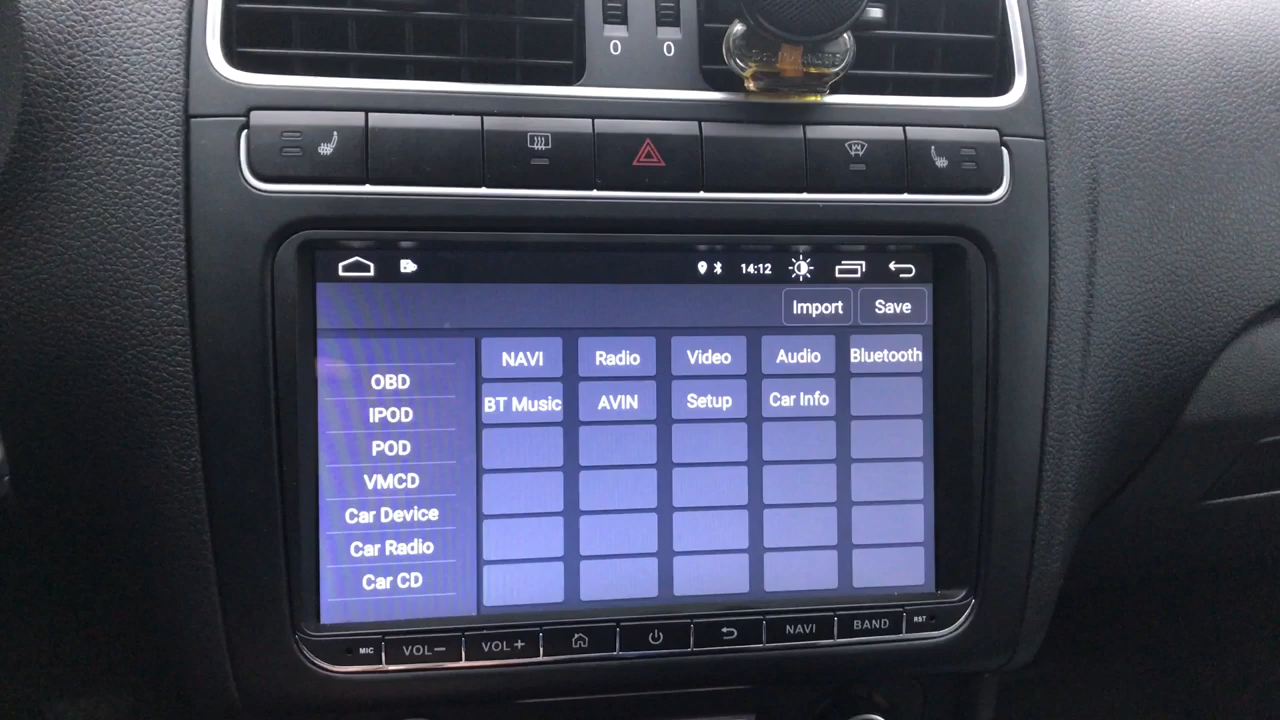 0 0
14:12
Import Save
NAVI Radio Video Audio Bluetooth
OBD
BT Music AVIN Setup Car Info
IPOD
POD
VMCD
Car Device
Car Radio
Car CD
MIC VOL− VOL+ NAVI BAND RST